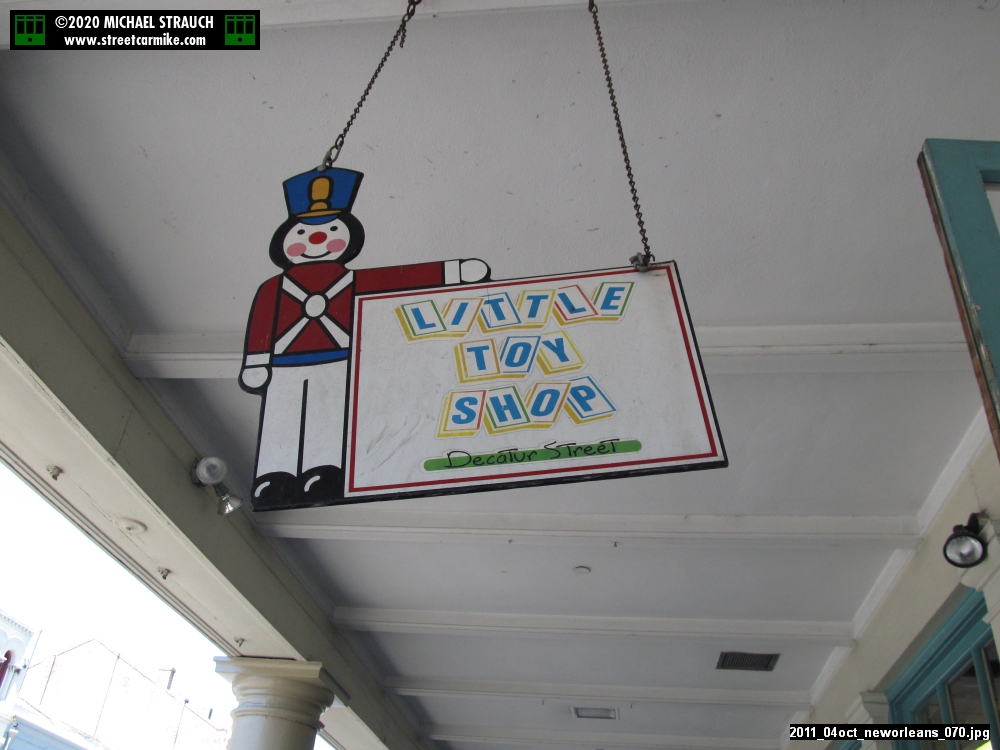 ©2020 MICHAEL STRAUCH
www.streetcarmike.com
LITTLE
TOY
SHOP
Decatur Street
2011_04oct_neworleans_070.jpg